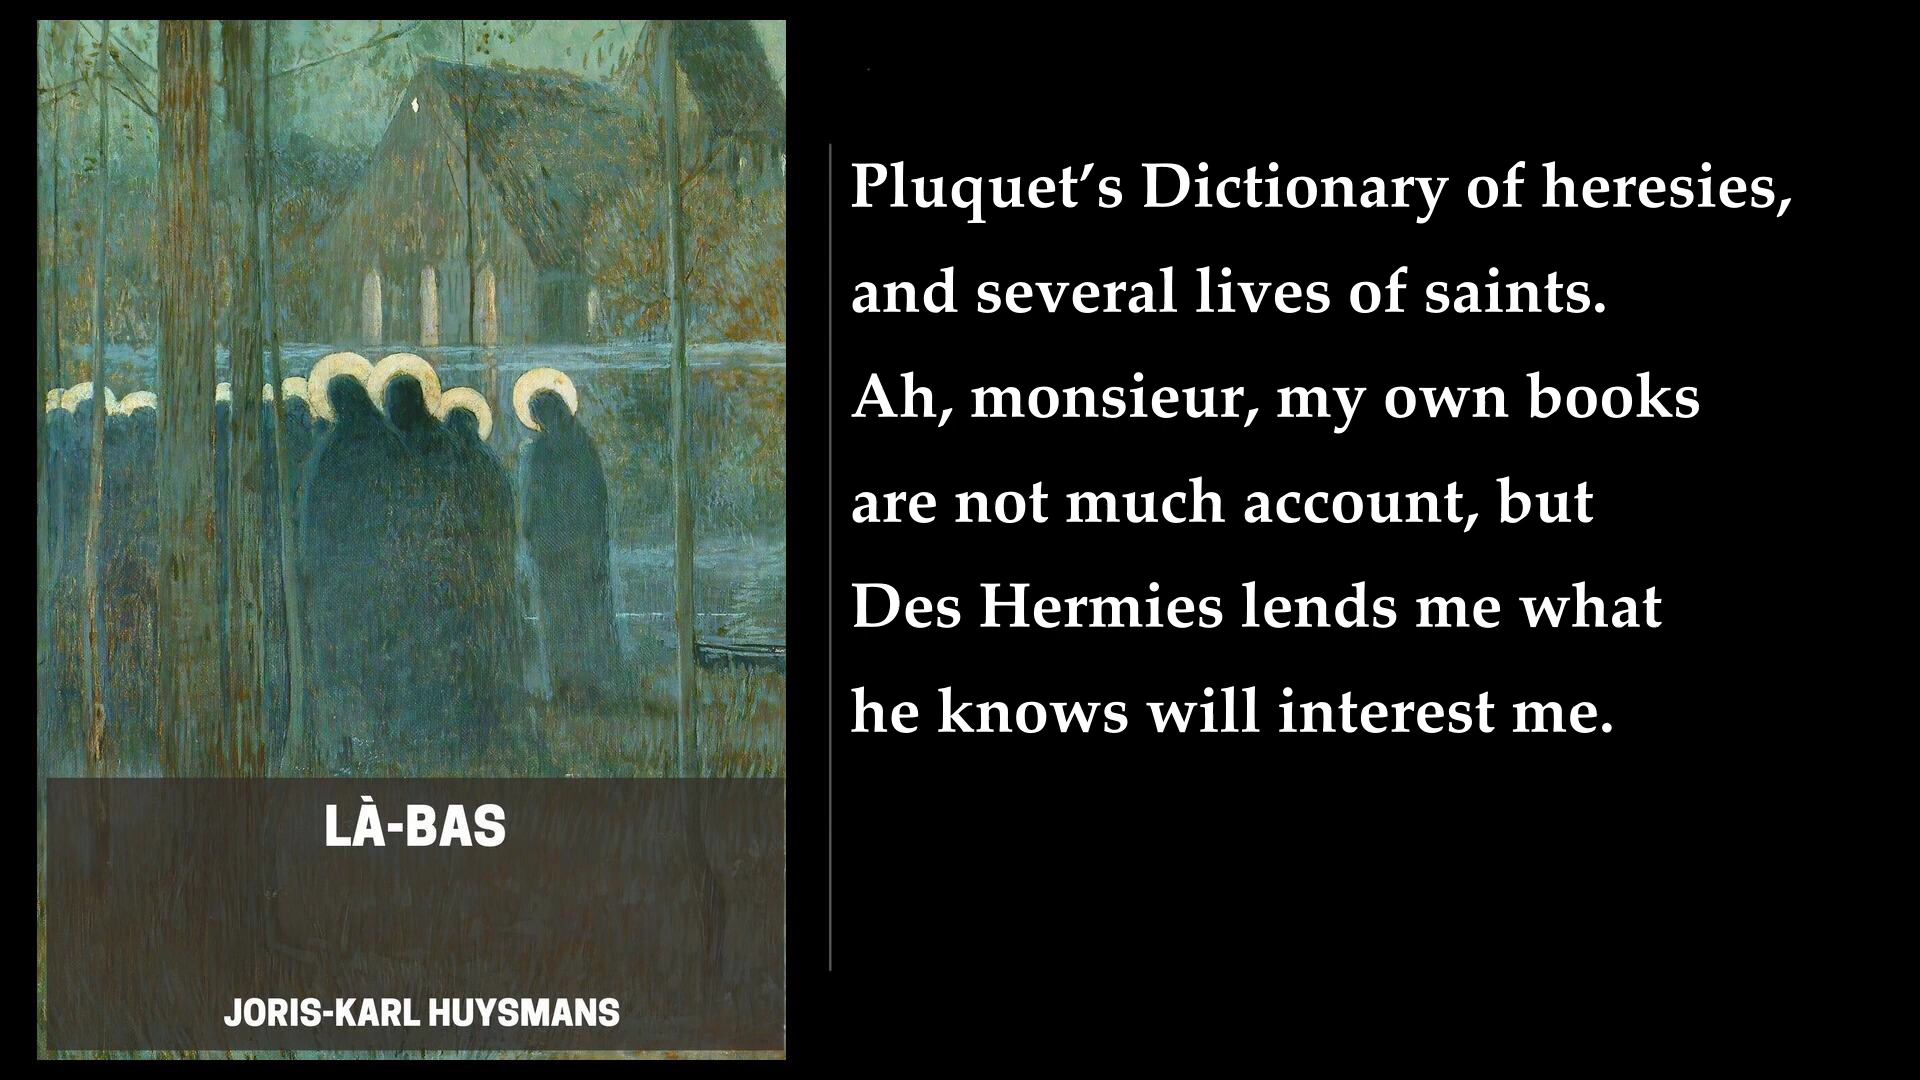 LÀ-BAS
JORIS-KARL HUYSMANS
Pluquet’s Dictionary of heresies,
and several lives of saints.
Ah, monsieur, my own books
are not much account, but
Des Hermies lends me what
he knows will interest me.